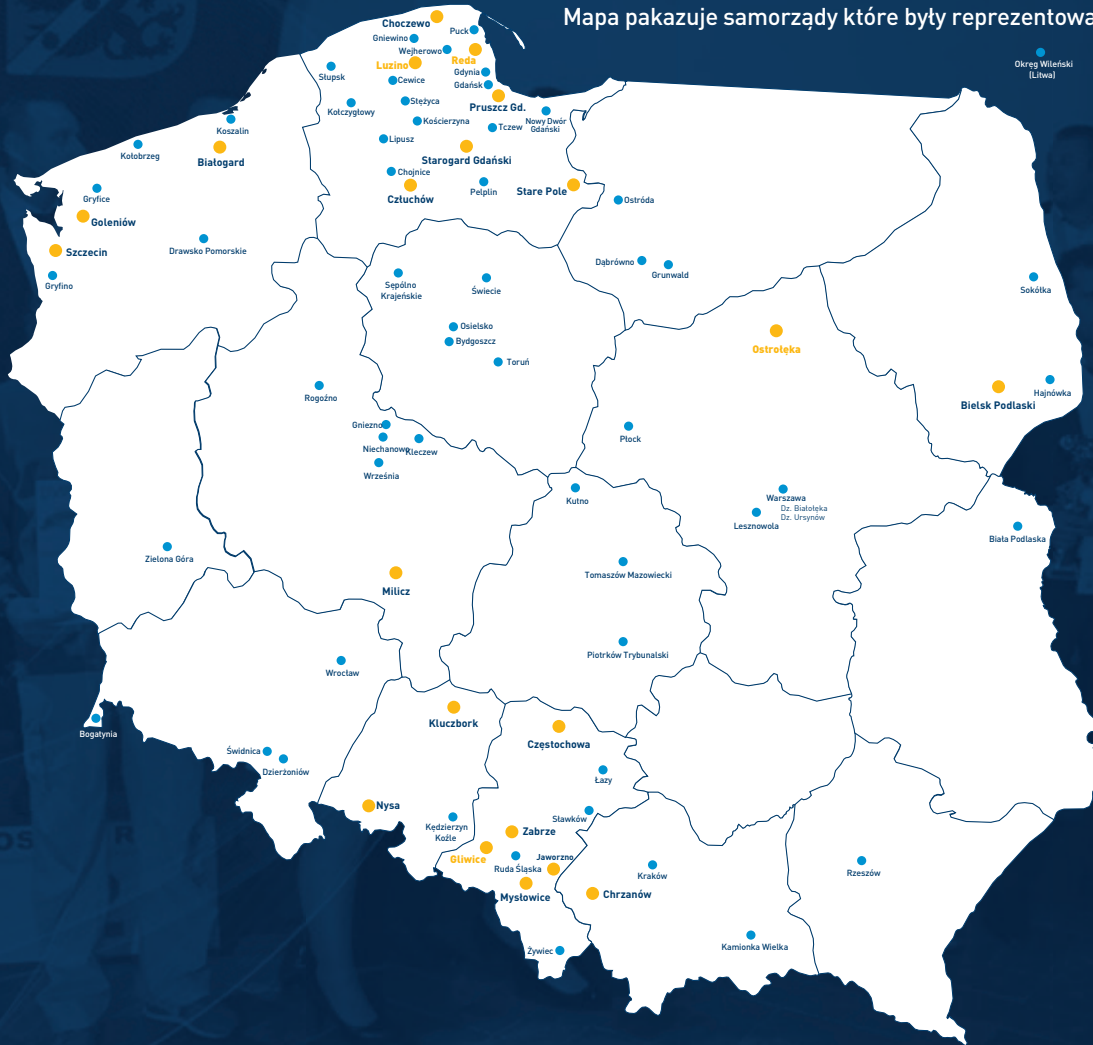 Mapa pakazuje samorządy które były reprezentowa
Okręg Wileński
(Litwa)
Choczewo
Puck
Gniewino
Wejherowo
Reda
Luzino
Słupsk
Gdynia
Cewice
Gdańsk
Stężyca
Pruszcz Gd.
Kołczygłowy
Kościerzyna
Tczew
Nowy Dwór
Gdański
Koszalin
Lipusz
Kołobrzeg
Białogard
Starogard Gdański
Chojnice
Pelplin
Stare Pole
Człuchów
Gryfice
Ostróda
Goleniów
Szczecin
Drawsko Pomorskie
Dąbrówno
Grunwald
Gryfino
Sępólno
Krajeńskie
Świecie
Sokółka
Osielsko
Bydgoszcz
Ostrołęka
Toruń
Rogoźno
Hajnówka
Bielsk Podlaski
Gniezno
Niechanowo
Kleczew
Płock
Września
Kutno
Warszawa
Dz. Białołęka
Dz. Ursynów
Lesznowola
Biała Podlaska
Zielona Góra
Tomaszów Mazowiecki
Milicz
Piotrków Trybunalski
Wrocław
Kluczbork
Bogatynia
Częstochowa
Świdnica
Dzierżoniów
Łazy
Nysa
Kędzierzyn
Koźle
Sławków
Zabrze
Gliwice
Jaworzno
Ruda Śląska
Mysłowice
Chrzanów
Kraków
Rzeszów
Żywiec
Kamionka Wielka